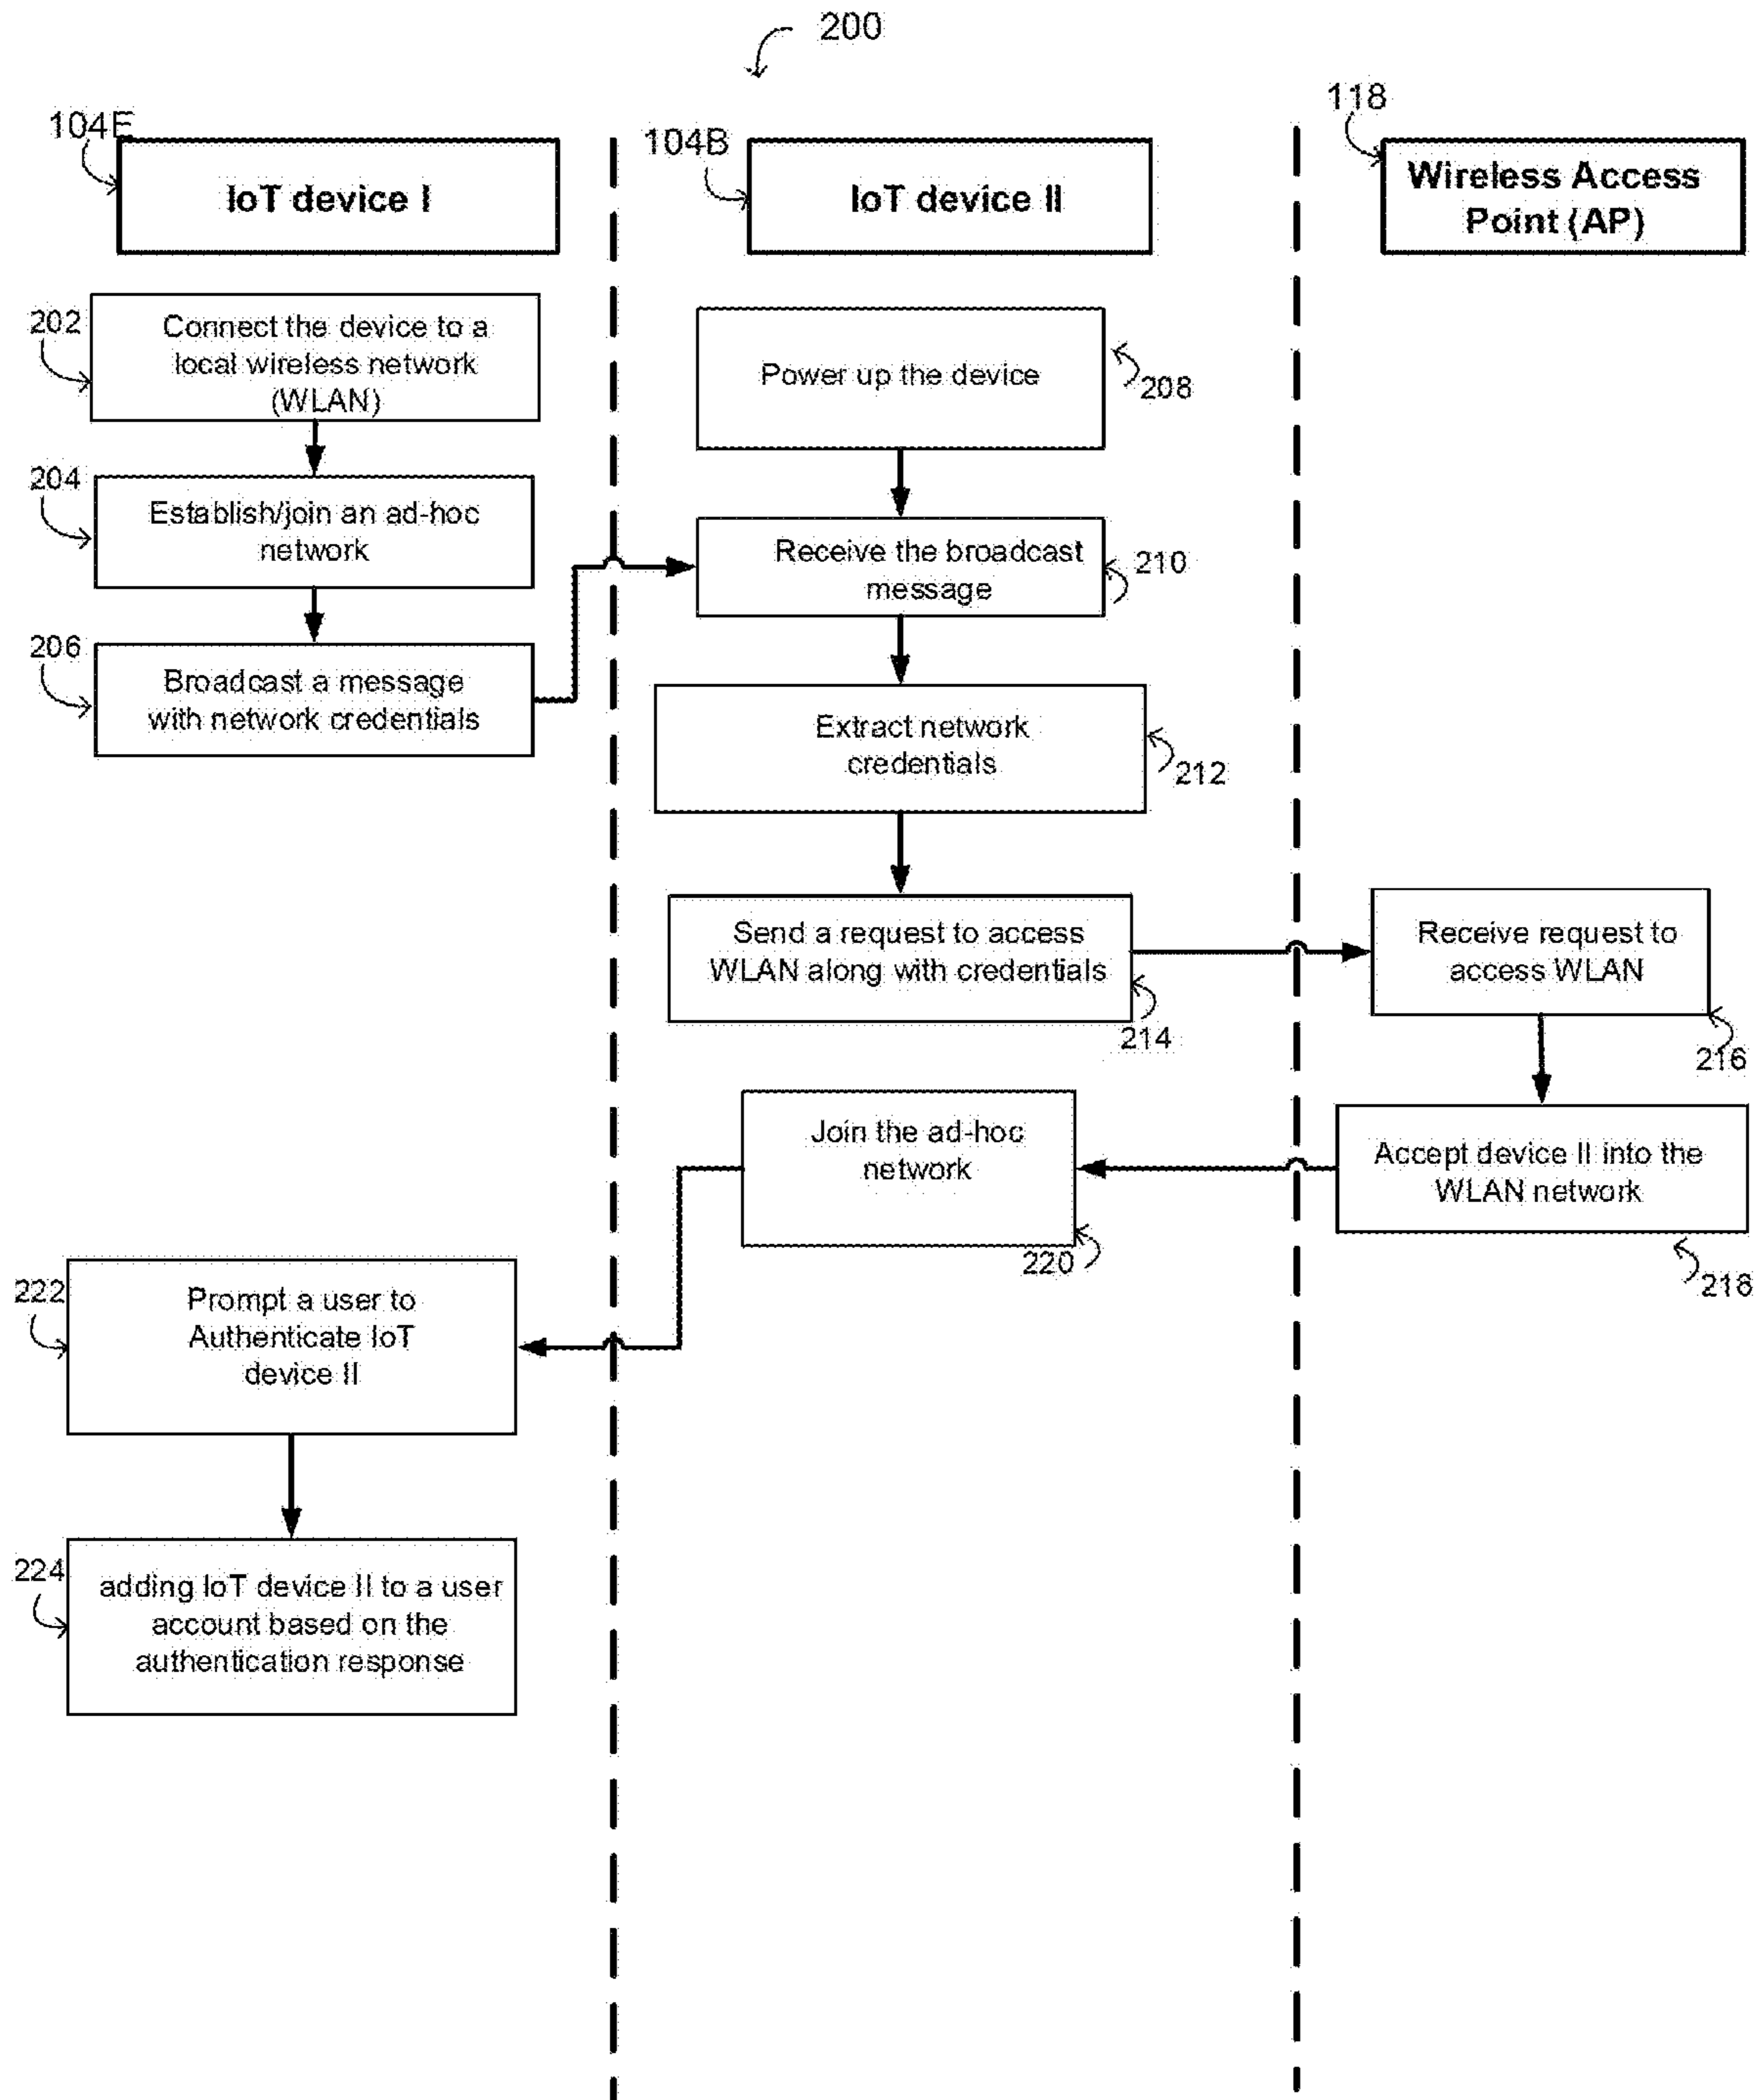 200
104E
IoT device I
104B
IoT device II
118
Wireless Access
Point (AP)
202
Connect the device to a
local wireless network
(WLAN)
208
Power up the device
204
Establish/join an ad-hoc
network
210
Receive the broadcast
message
206
Broadcast a message
with network credentials
212
Extract network
credentials
214
Send a request to access
WLAN along with credentials
216
Receive request to
access WLAN
218
Accept device II into the
WLAN network
220
Join the ad-hoc
network
222
Prompt a user to
Authenticate IoT
device II
224
adding IoT device II to a user
account based on the
authentication response